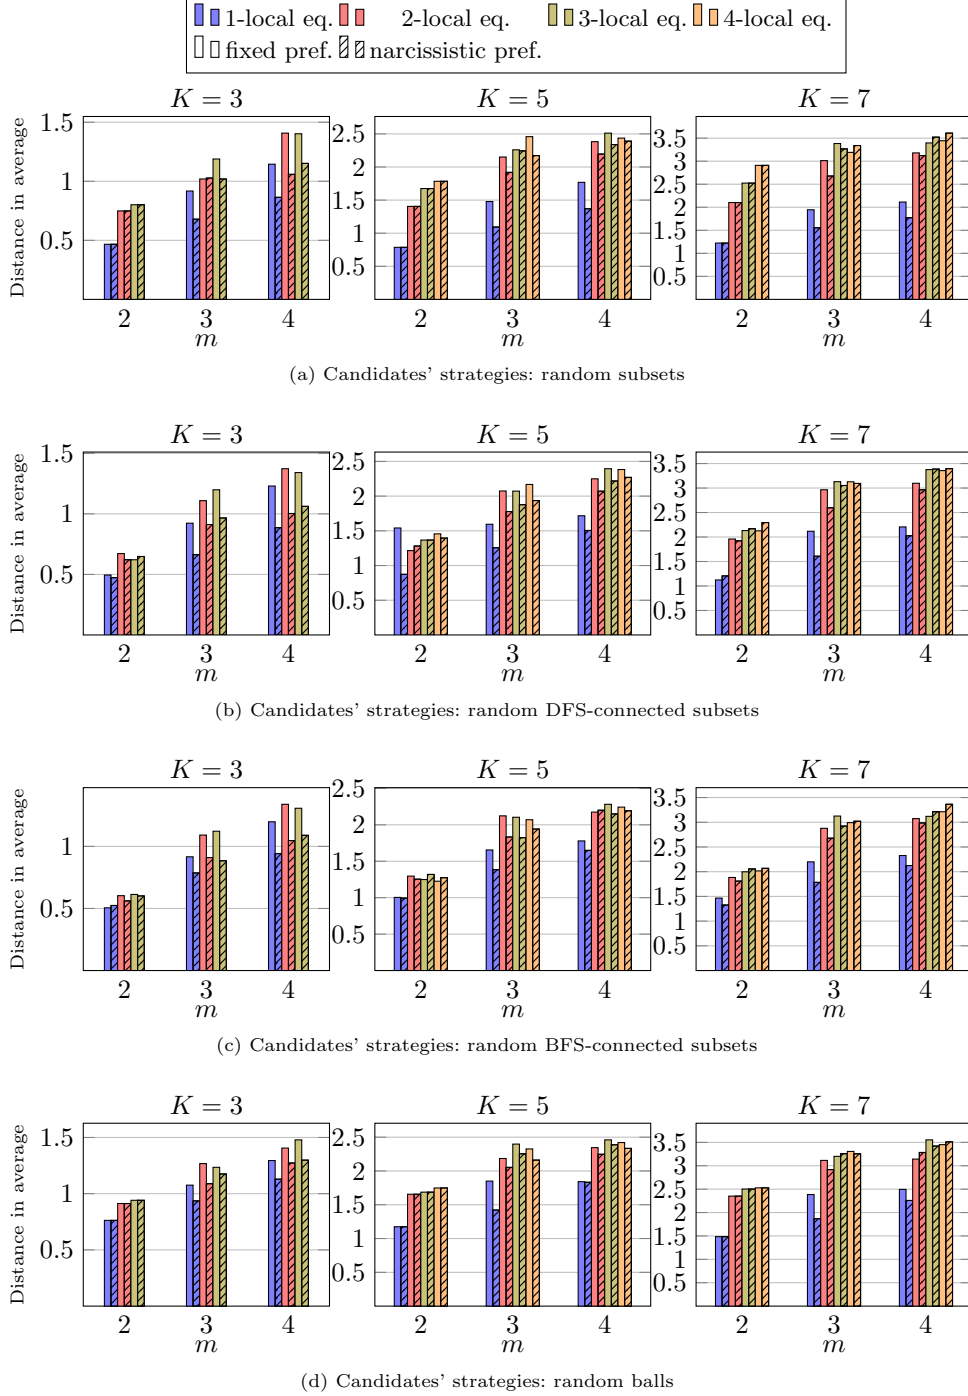 1-local eq. 2-local eq. 3-local eq. 4-local eq.
fixed pref. narcissistic pref.
K = 3 K = 5 K = 7
Distance in average
1.5
1
0.5
2.5
2
1.5
1
0.5
3.5
3
2.5
2
1.5
1
0.5
2 3 4 2 3 4 2 3 4
m m m
(a) Candidates' strategies: random subsets
K = 3 K = 5 K = 7
Distance in average
1.5
1
0.5
2.5
2
1.5
1
0.5
3.5
3
2.5
2
1.5
1
0.5
2 3 4 2 3 4 2 3 4
m m m
(b) Candidates' strategies: random DFS-connected subsets
K = 3 K = 5 K = 7
Distance in average
1
0.5
2.5
2
1.5
1
0.5
3.5
3
2.5
2
1.5
1
0.5
2 3 4 2 3 4 2 3 4
m m m
(c) Candidates' strategies: random BFS-connected subsets
K = 3 K = 5 K = 7
Distance in average
1.5
1
0.5
2.5
2
1.5
1
0.5
3.5
3
2.5
2
1.5
1
0.5
2 3 4 2 3 4 2 3 4
m m m
(d) Candidates' strategies: random balls